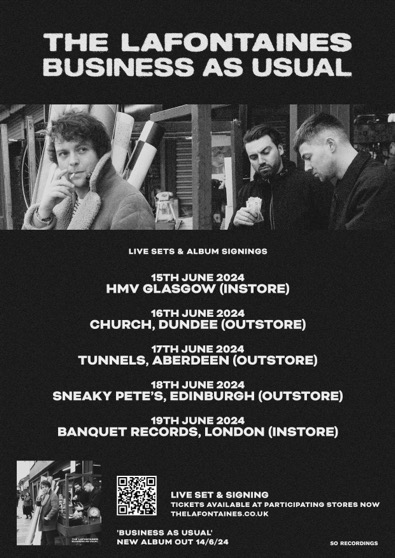 THE LAFONTAINES
BUSINESS AS USUAL
LIVE SETS & ALBUM SIGNINGS
15TH JUNE 2024
HMV GLASGOW (INSTORE)
16TH JUNE 2024
CHURCH, DUNDEE (OUTSTORE)
17TH JUNE 2024
TUNNELS, ABERDEEN (OUTSTORE)
18TH JUNE 2024
SNEAKY PETE'S, EDINBURGH (OUTSTORE)
19TH JUNE 2024
BANQUET RECORDS, LONDON (INSTORE)
LIVE SET & SIGNING
TICKETS AVAILABLE AT PARTICIPATING STORES NOW
THELAFONTAINES.CO.UK
'BUSINESS AS USUAL'
NEW ALBUM OUT 14/6/24
SO RECORDINGS